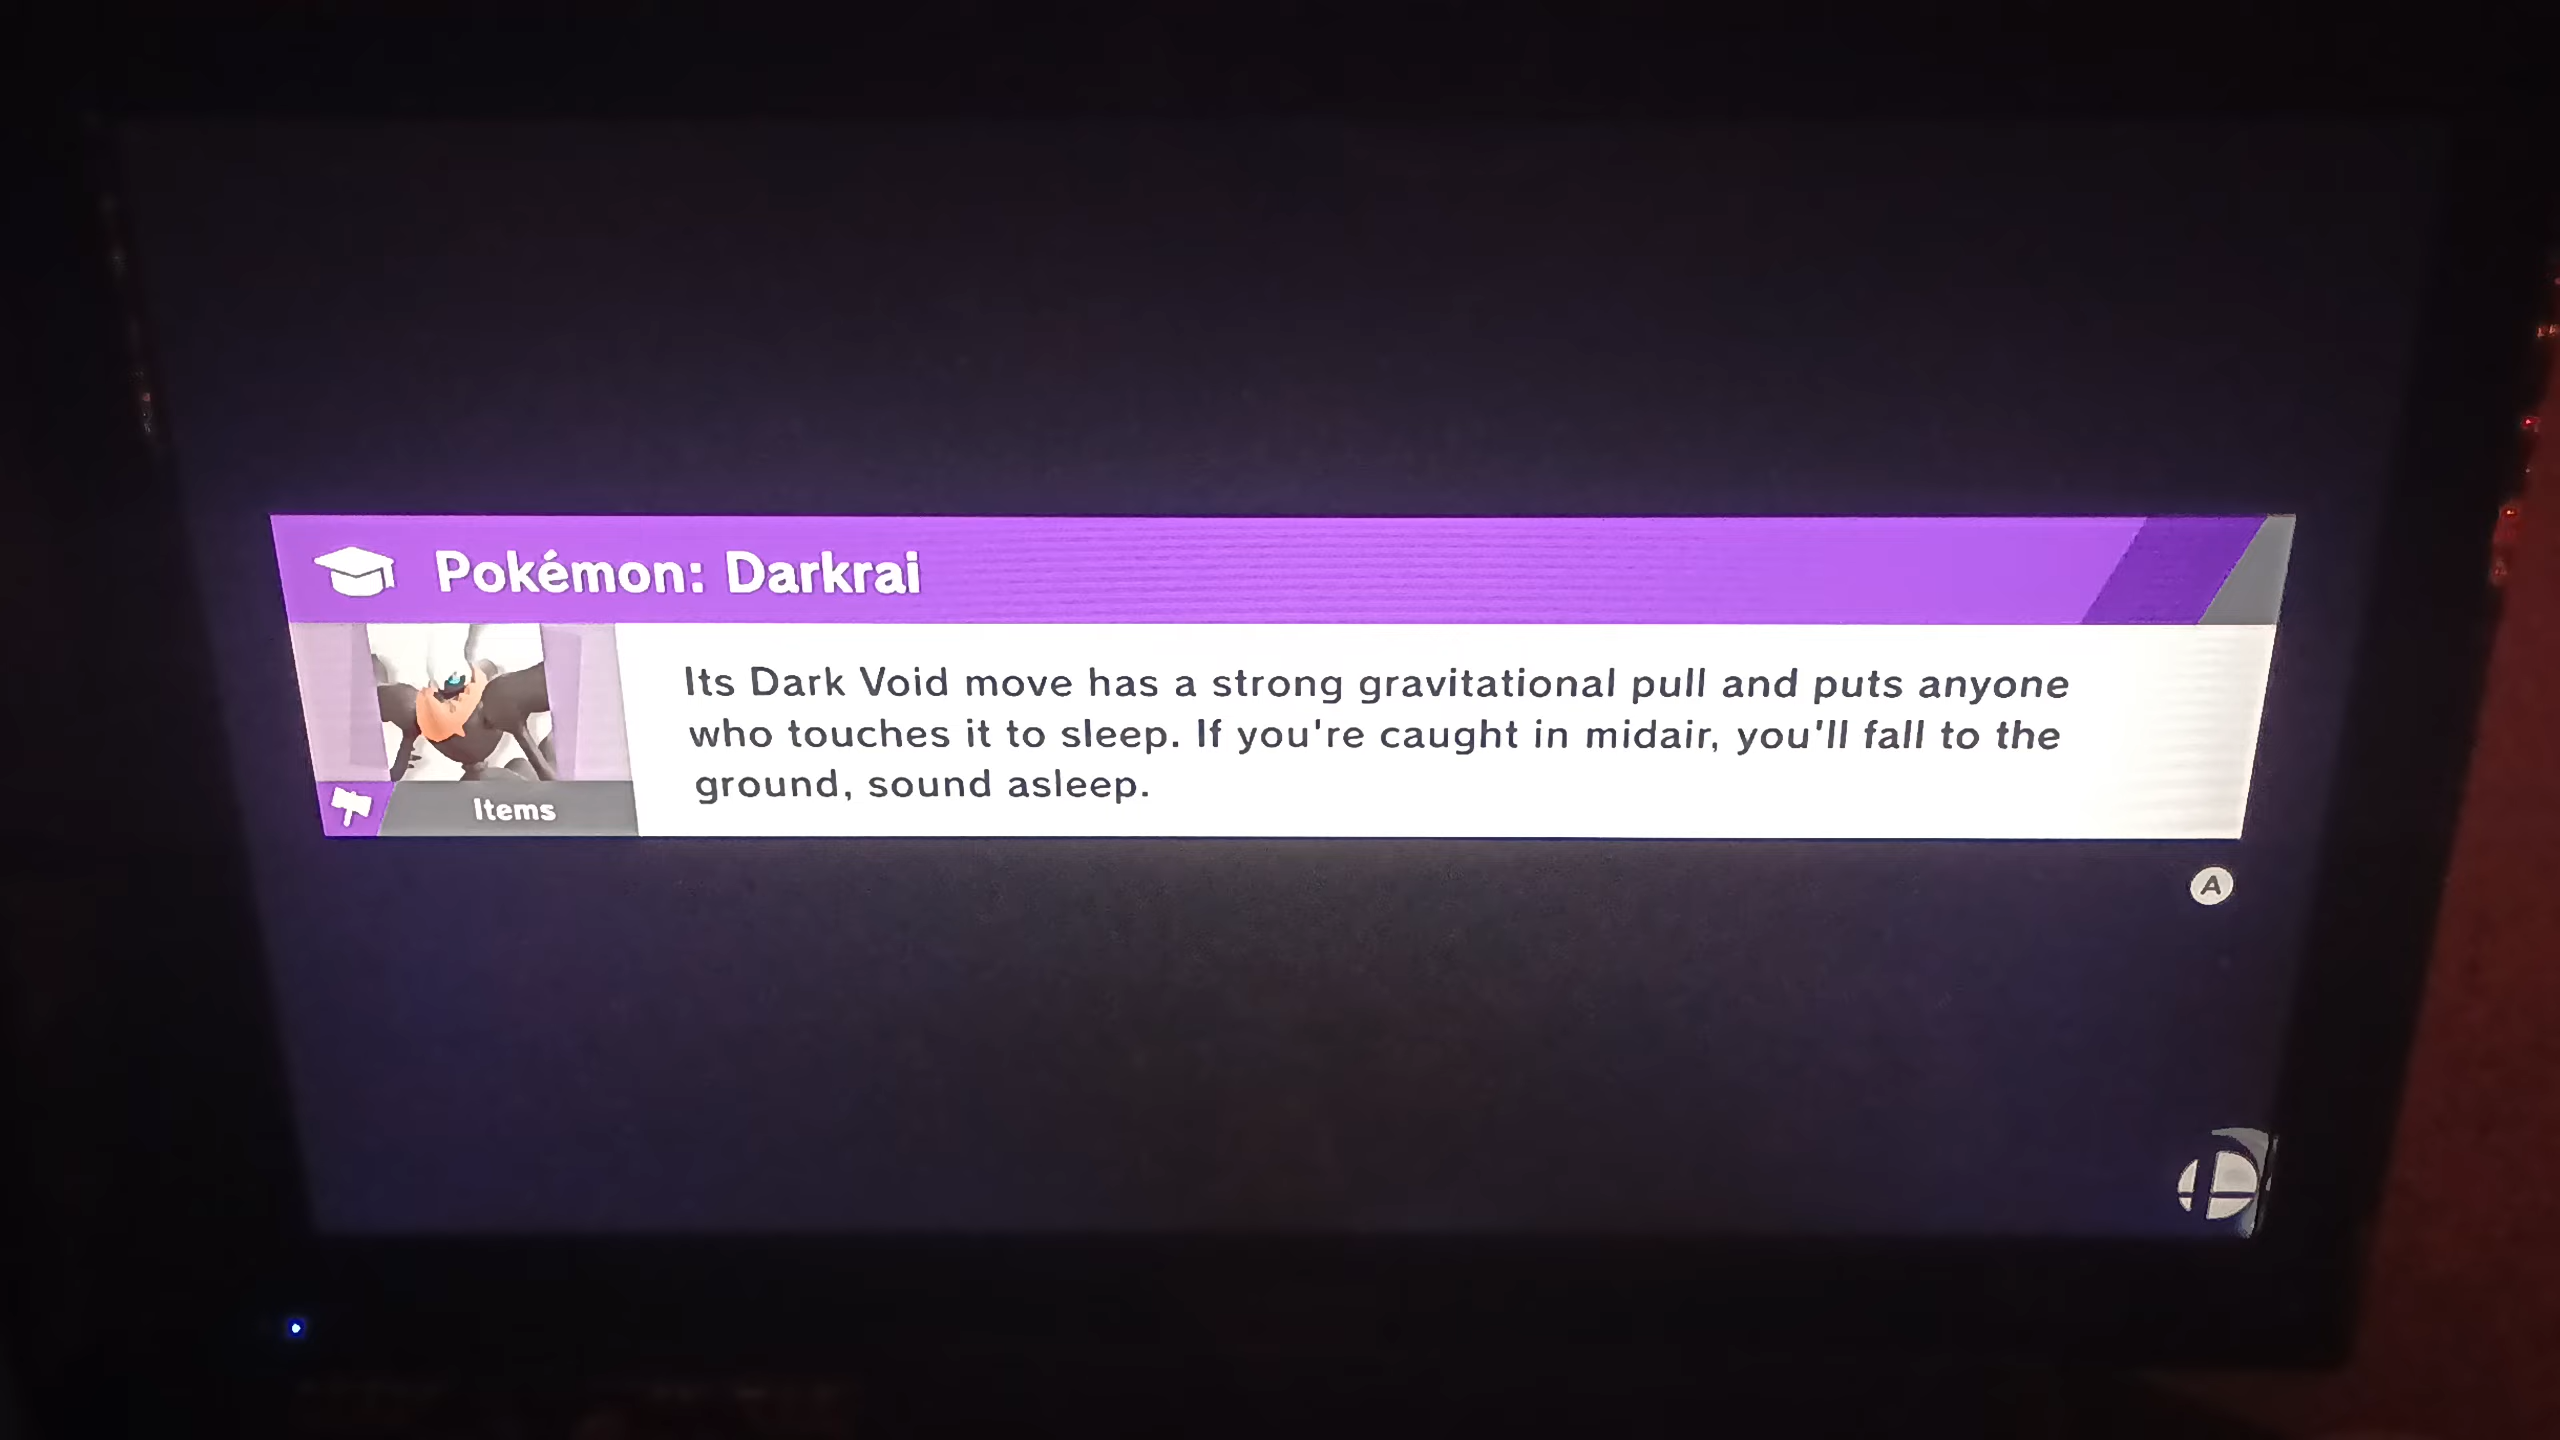 Pokémon: Darkrai
Its Dark Void move has a strong gravitational pull and puts anyone
who touches it to sleep. If you're caught in midair, you'll fall to the
ground, sound asleep.
Items
A